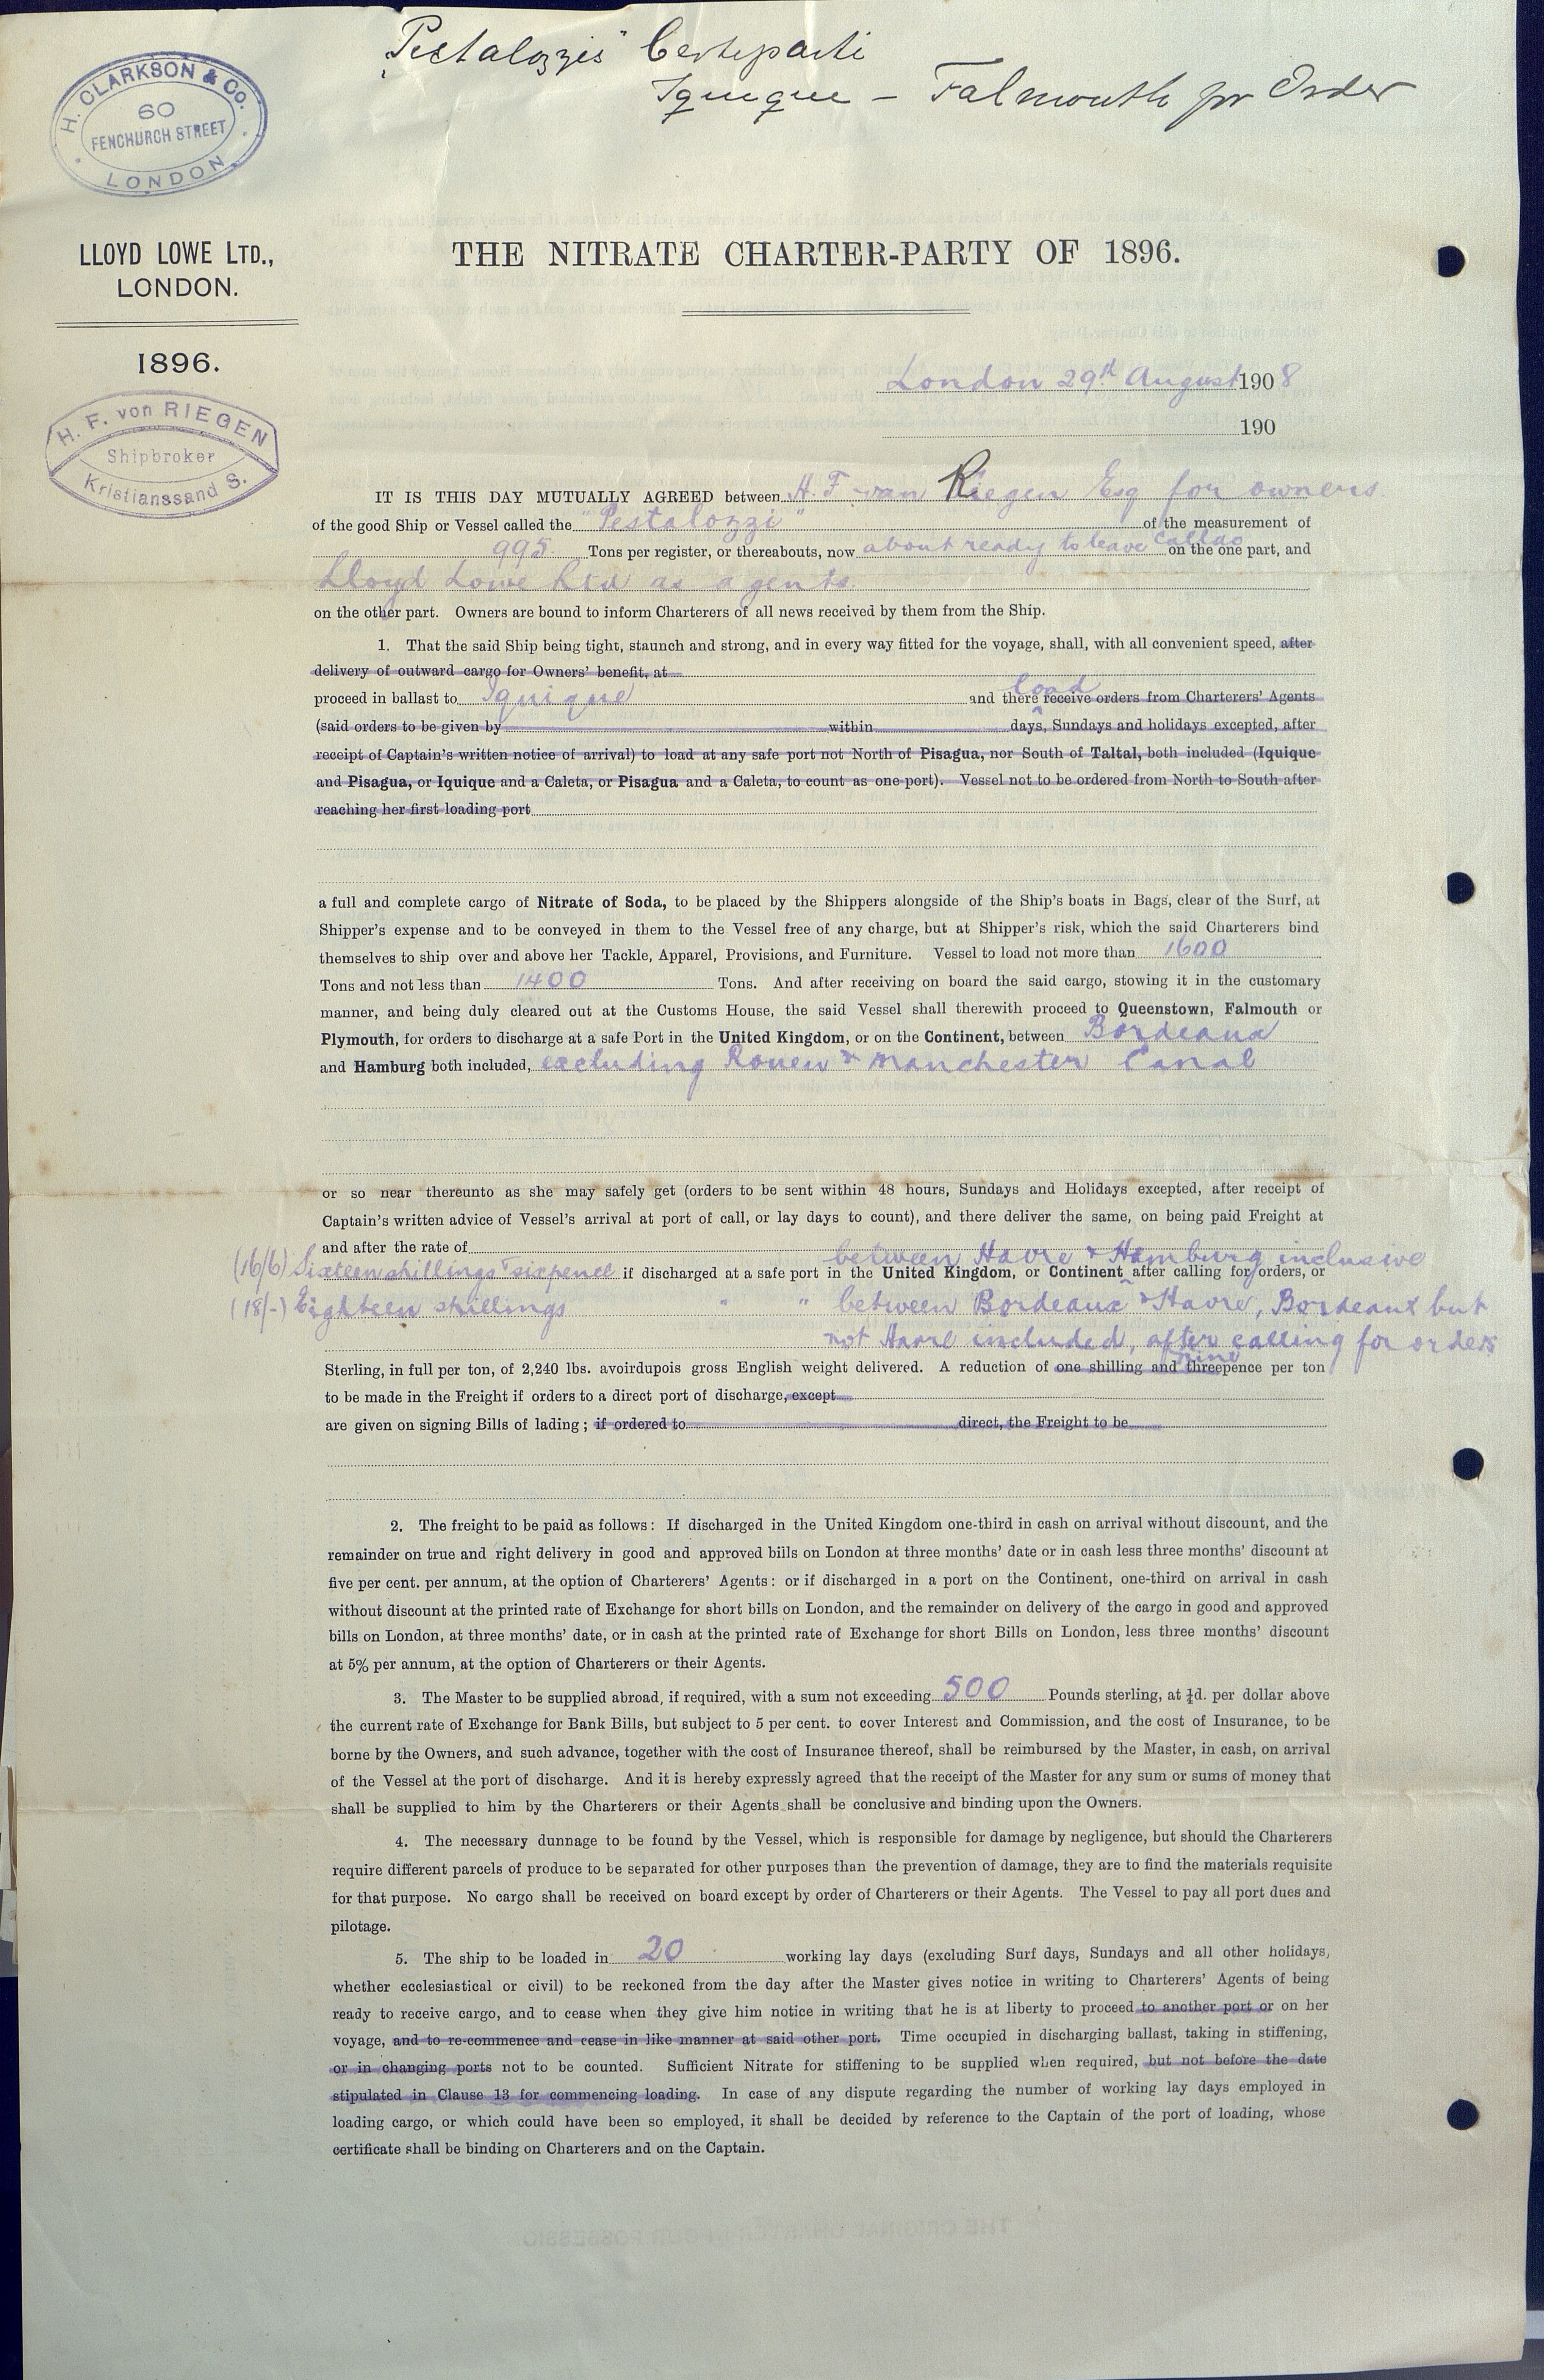 "Pestalozzis" Certeparti
Iquique – Falmouth pr Order
H. CLARKSON & Co.
60
FENCHURCH STREET
LONDON
LLOYD LOWE LTD.,
LONDON.
1896.
H. F. von RIEGEN
Shipbroker
Kristianssand S.
THE NITRATE CHARTER-PARTY OF 1896.
London 29th August 1908
190
IT IS THIS DAY MUTUALLY AGREED between H. F. van Riegen Esq for owners
of the good Ship or Vessel called the "Pestalozzi" of the measurement of
995 Tons per register, or thereabouts, now about ready to leave Callao on the one part, and
Lloyd Lowe Ltd as agents
on the other part. Owners are bound to inform Charterers of all news received by them from the Ship.
1. That the said Ship being tight, staunch and strong, and in every way fitted for the voyage, shall, with all convenient speed, after
delivery of outward cargo for Owners' benefit, at
proceed in ballast to Iquique and there load receive orders from Charterers' Agents
(said orders to be given by within days, Sundays and holidays excepted, after
receipt of Captain's written notice of arrival) to load at any safe port not North of Pisagua, nor South of Taltal, both included (Iquique
and Pisagua, or Iquique and a Caleta, or Pisagua and a Caleta, to count as one port). Vessel not to be ordered from North to South after
reaching her first loading port
a full and complete cargo of Nitrate of Soda, to be placed by the Shippers alongside of the Ship's boats in Bags, clear of the Surf, at
Shipper's expense and to be conveyed in them to the Vessel free of any charge, but at Shipper's risk, which the said Charterers bind
themselves to ship over and above her Tackle, Apparel, Provisions, and Furniture. Vessel to load not more than 1600
Tons and not less than 1400 Tons. And after receiving on board the said cargo, stowing it in the customary
manner, and being duly cleared out at the Customs House, the said Vessel shall therewith proceed to Queenstown, Falmouth or
Plymouth, for orders to discharge at a safe Port in the United Kingdom, or on the Continent, between Bordeaux
and Hamburg both included, excluding Rouen & Manchester Canal
or so near thereunto as she may safely get (orders to be sent within 48 hours, Sundays and Holidays excepted, after receipt of
Captain's written advice of Vessel's arrival at port of call, or lay days to count), and there deliver the same, on being paid Freight at
and after the rate of between Havre & Hamburg inclusive
(16/6) Sixteen shillings & sixpence if discharged at a safe port in the United Kingdom, or Continent after calling for orders, or
(18/-) Eighteen shillings " " between Bordeaux & Havre, Bordeaux but
not Havre included, after calling for orders
Sterling, in full per ton, of 2,240 lbs. avoirdupois gross English weight delivered. A reduction of one shilling and threepence nine per ton
to be made in the Freight if orders to a direct port of discharge, except
are given on signing Bills of lading; if ordered to direct, the Freight to be
2. The freight to be paid as follows: If discharged in the United Kingdom one-third in cash on arrival without discount, and the
remainder on true and right delivery in good and approved bills on London at three months' date or in cash less three months' discount at
five per cent. per annum, at the option of Charterers' Agents: or if discharged in a port on the Continent, one-third on arrival in cash
without discount at the printed rate of Exchange for short bills on London, and the remainder on delivery of the cargo in good and approved
bills on London, at three months' date, or in cash at the printed rate of Exchange for short Bills on London, less three months' discount
at 5% per annum, at the option of Charterers or their Agents.
3. The Master to be supplied abroad, if required, with a sum not exceeding 500 Pounds sterling, at ¼d. per dollar above
the current rate of Exchange for Bank Bills, but subject to 5 per cent. to cover Interest and Commission, and the cost of Insurance, to be
borne by the Owners, and such advance, together with the cost of Insurance thereof, shall be reimbursed by the Master, in cash, on arrival
of the Vessel at the port of discharge. And it is hereby expressly agreed that the receipt of the Master for any sum or sums of money that
shall be supplied to him by the Charterers or their Agents shall be conclusive and binding upon the Owners.
4. The necessary dunnage to be found by the Vessel, which is responsible for damage by negligence, but should the Charterers
require different parcels of produce to be separated for other purposes than the prevention of damage, they are to find the materials requisite
for that purpose. No cargo shall be received on board except by order of Charterers or their Agents. The Vessel to pay all port dues and
pilotage.
5. The ship to be loaded in 20 working lay days (excluding Surf days, Sundays and all other holidays,
whether ecclesiastical or civil) to be reckoned from the day after the Master gives notice in writing to Charterers' Agents of being
ready to receive cargo, and to cease when they give him notice in writing that he is at liberty to proceed to another port or on her
voyage, and to re-commence and cease in like manner at said other port. Time occupied in discharging ballast, taking in stiffening,
or in changing ports not to be counted. Sufficient Nitrate for stiffening to be supplied when required, but not before the date
stipulated in Clause 13 for commencing loading. In case of any dispute regarding the number of working lay days employed in
loading cargo, or which could have been so employed, it shall be decided by reference to the Captain of the port of loading, whose
certificate shall be binding on Charterers and on the Captain.